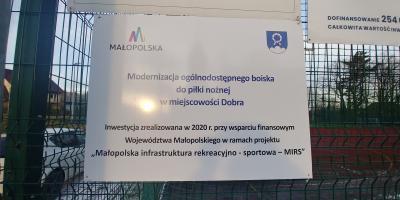 MAŁOPOLSKA
DOFINANSOWANIE 254
CAŁKOWITA WARTOŚĆ
Modernizacja ogólnodostępnego boiska
do piłki nożnej
w miejscowości Dobra
Inwestycja zrealizowana w 2020 r. przy wsparciu finansowym
Województwa Małopolskiego w ramach projektu
„Małopolska infrastruktura rekreacyjno - sportowa – MIRS”